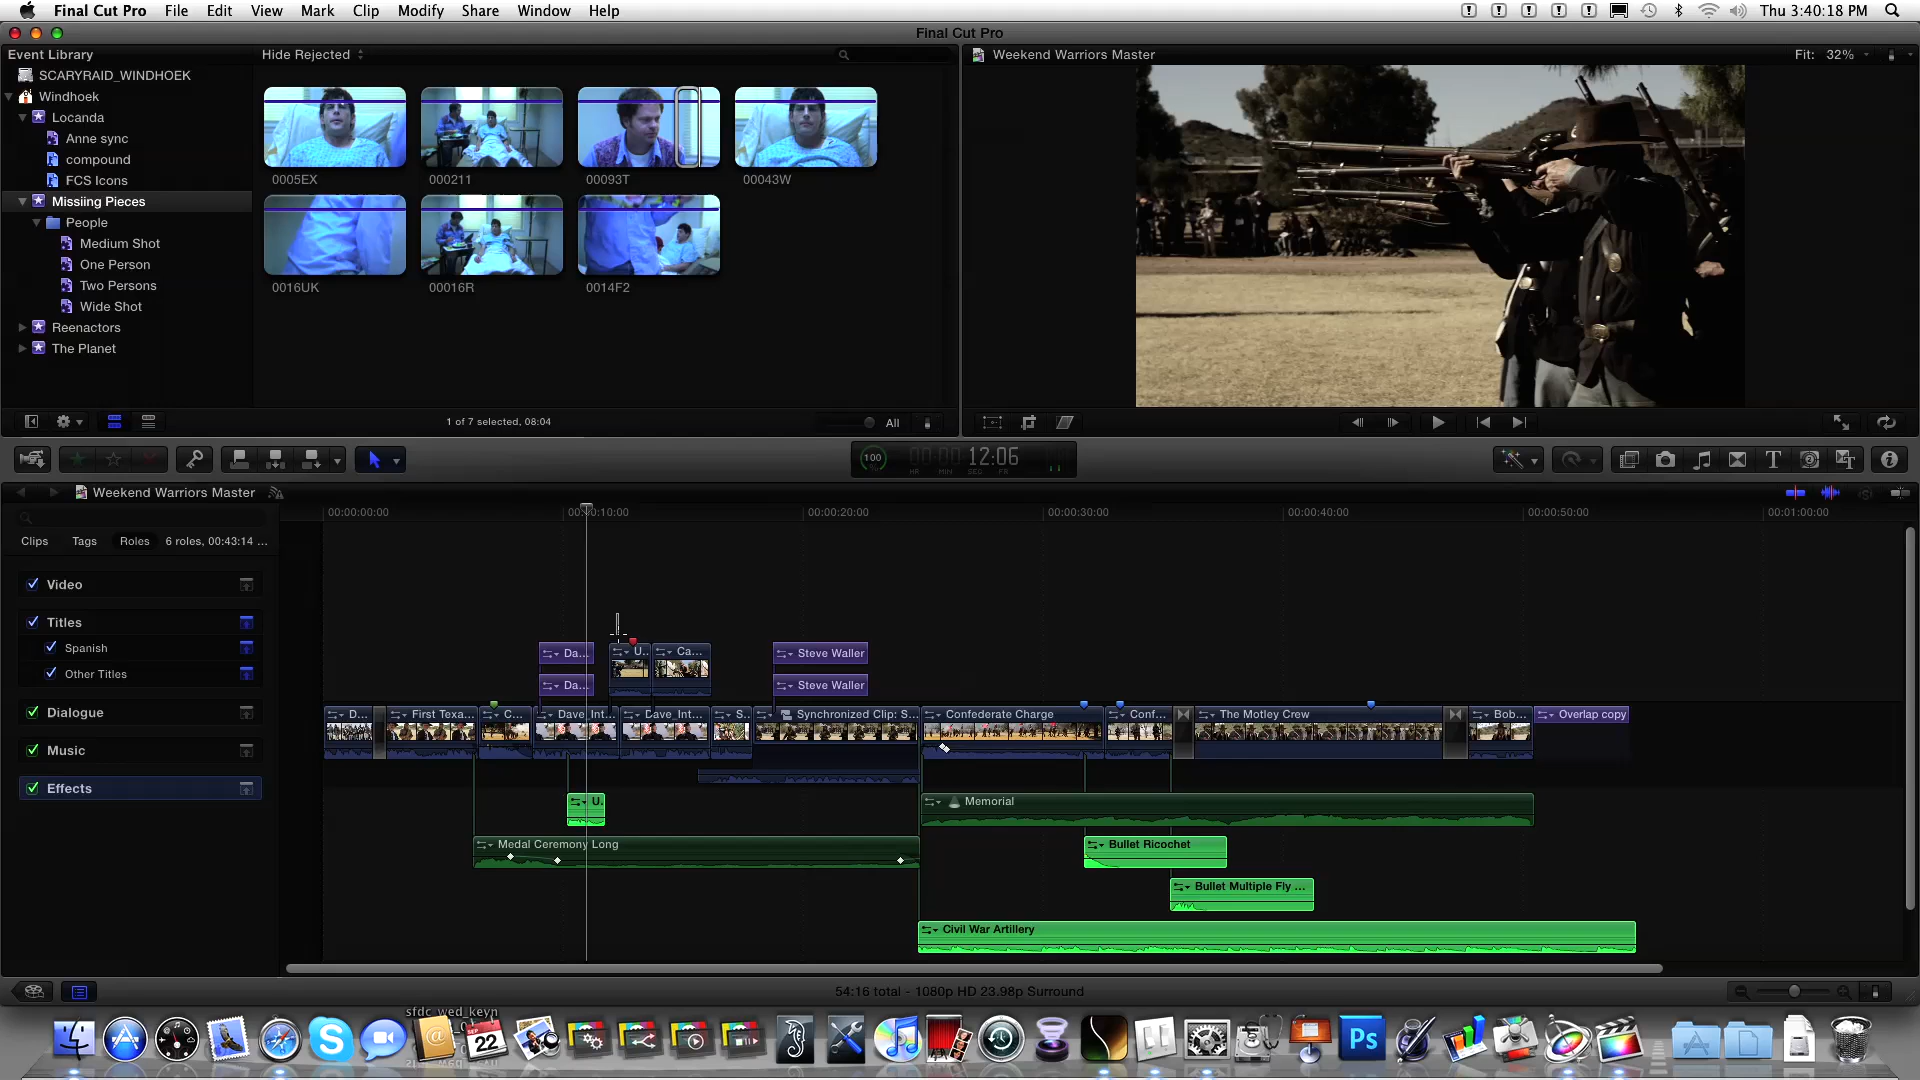 Final Cut Pro File Edit View Mark Clip Modify Share Window Help Thu 3:40:18 PM
Final Cut Pro
Event Library
Hide Rejected
Weekend Warriors Master
Fit: 32%
SCARYRAID_WINDHOEK
Windhoek
Locanda
Anne sync
compound
FCS Icons
Missiing Pieces
People
Medium Shot
One Person
Two Persons
Wide Shot
Reenactors
The Planet
0005EX
000211
00093T
00043W
0016UK
00016R
0014F2
1 of 7 selected, 08:04
All
100
%
12:06
HR MIN SEC FR
Weekend Warriors Master
00:00:00:00
00:00:10:00
00:00:20:00
00:00:30:00
00:00:40:00
00:00:50:00
00:01:00:00
Clips Tags Roles 6 roles, 00:43:14 ...
Video
Titles
Spanish
Other Titles
Dialogue
Music
Effects
Da...
U...
Ca...
Steve Waller
Da...
Steve Waller
D...
First Texa...
C...
Dave_Int...
Dave_Int...
S...
Synchronized Clip: S...
Confederate Charge
Conf...
The Motley Crew
Bob...
Overlap copy
U.
Memorial
Medal Ceremony Long
Bullet Ricochet
Bullet Multiple Fly ...
Civil War Artillery
54:16 total - 1080p HD 23.98p Surround
sfdc_wed_keyn
SEP
22
Ps